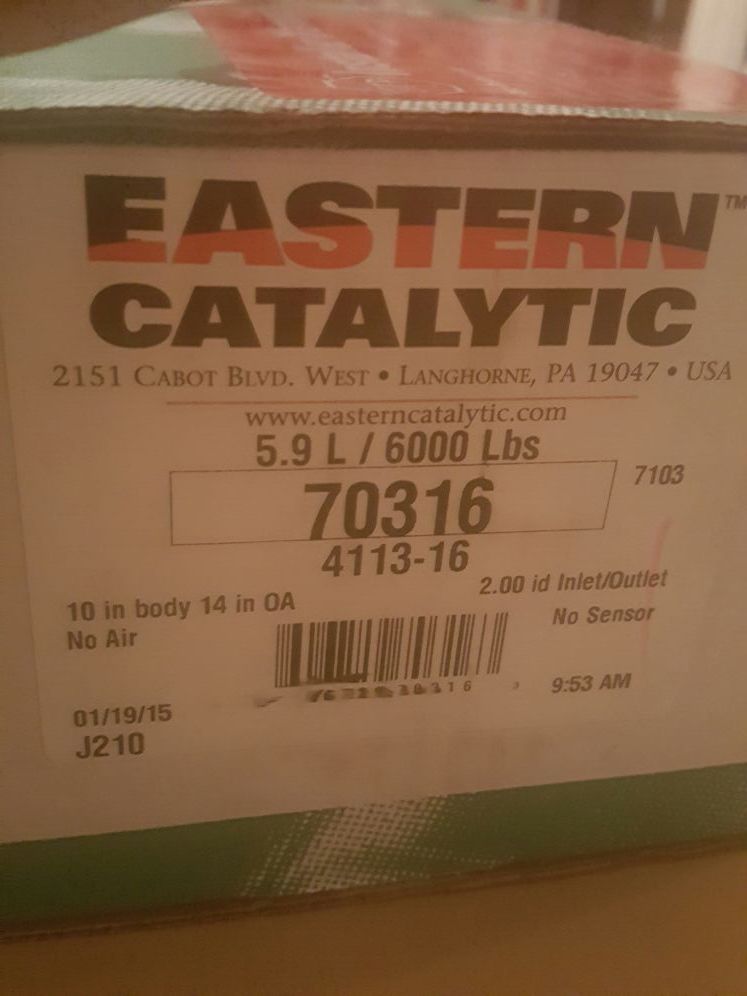 EASTERN™
CATALYTIC
2151 CABOT BLVD. WEST • LANGHORNE, PA 19047 • USA
www.easterncatalytic.com
5.9 L / 6000 Lbs
70316
7103
4113-16
2.00 id Inlet/Outlet
10 in body 14 in OA
No Sensor
No Air
9:53 AM
01/19/15
J210